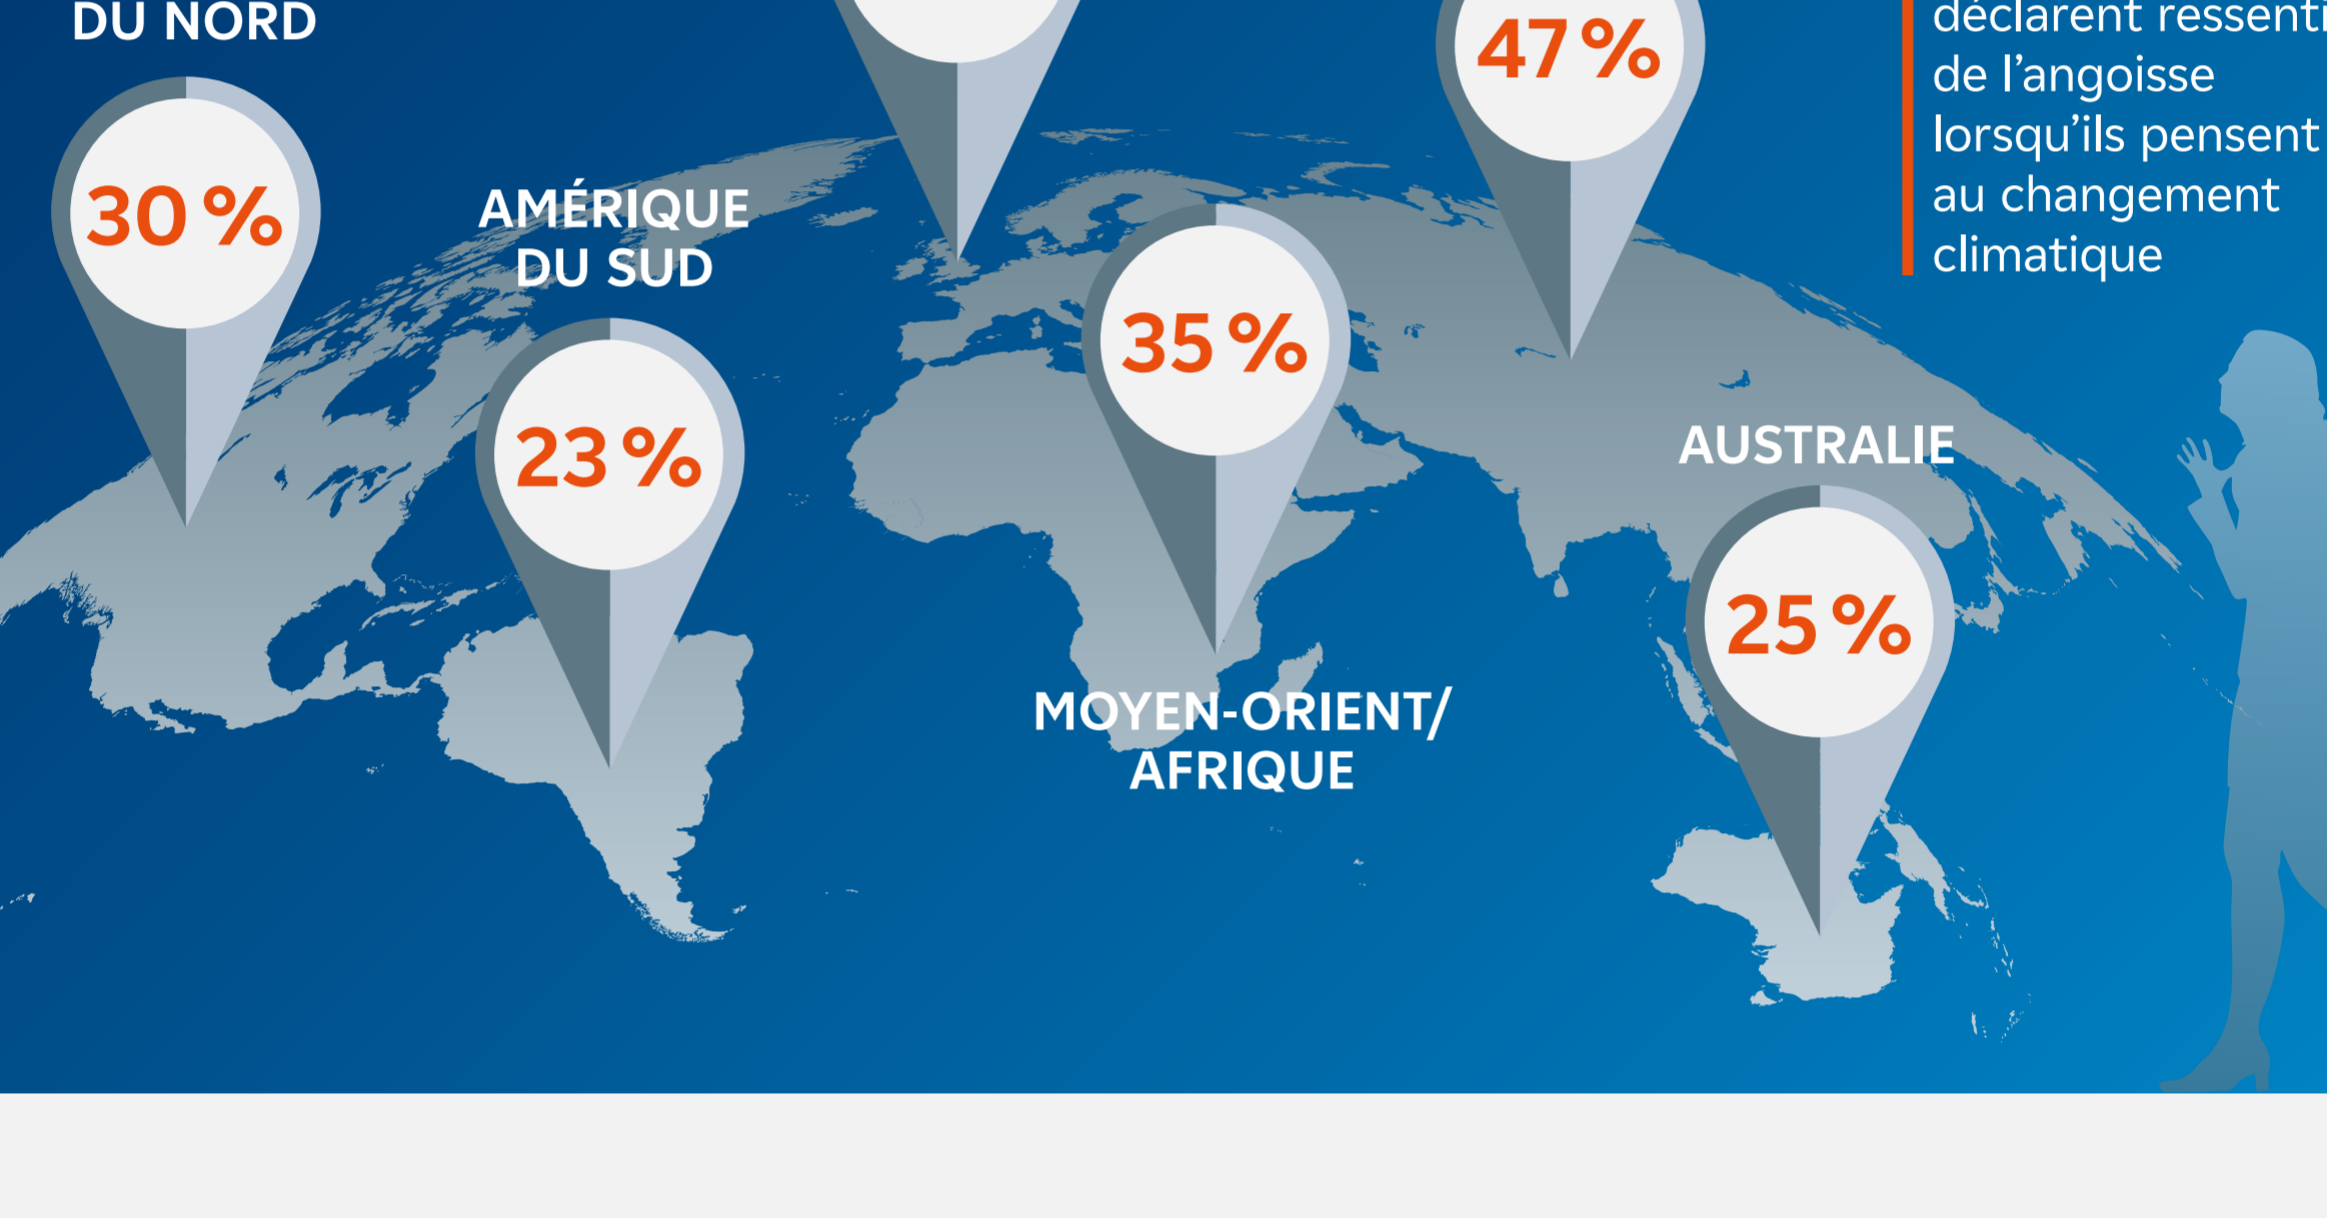 DU NORD
30 %
AMÉRIQUE
DU SUD
23 %
47 %
35 %
MOYEN-ORIENT/
AFRIQUE
AUSTRALIE
25 %
déclarent ressenti
de l’angoisse
lorsqu’ils pensent
au changement
climatique